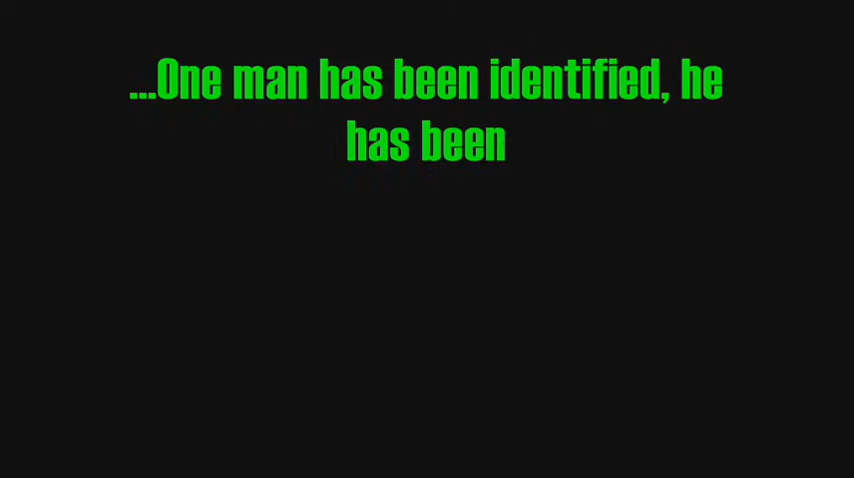 ...One man has been identified, he
has been